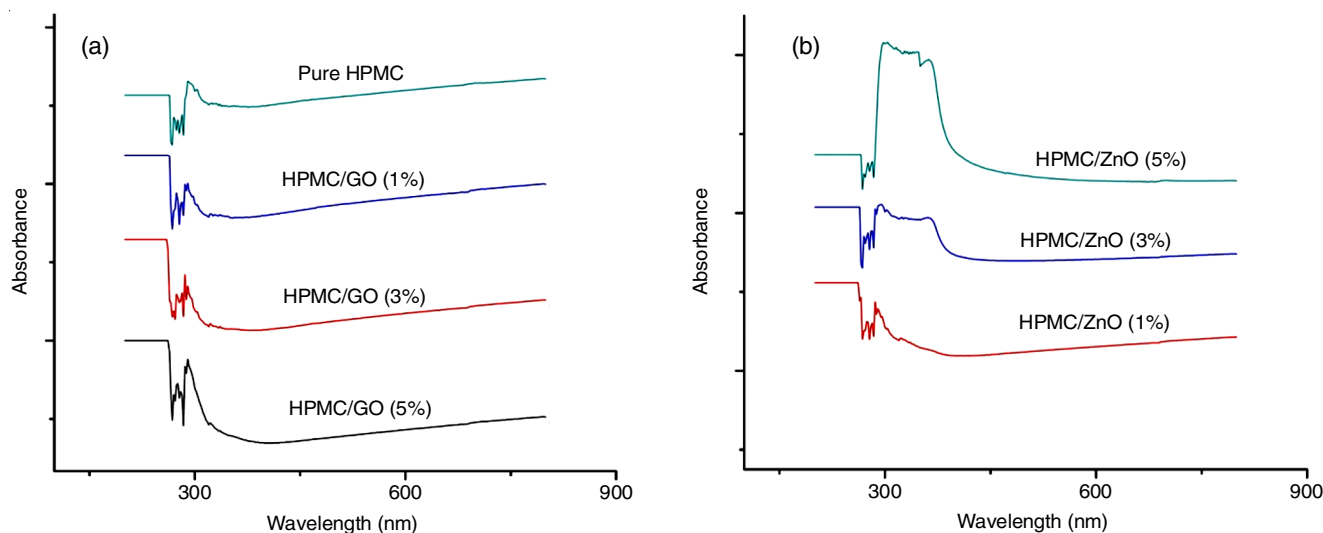 (a)
Pure HPMC
HPMC/GO (1%)
HPMC/GO (3%)
HPMC/GO (5%)
Absorbance
300
600
900
Wavelength (nm)
(b)
HPMC/ZnO (5%)
HPMC/ZnO (3%)
HPMC/ZnO (1%)
Absorbance
300
600
900
Wavelength (nm)